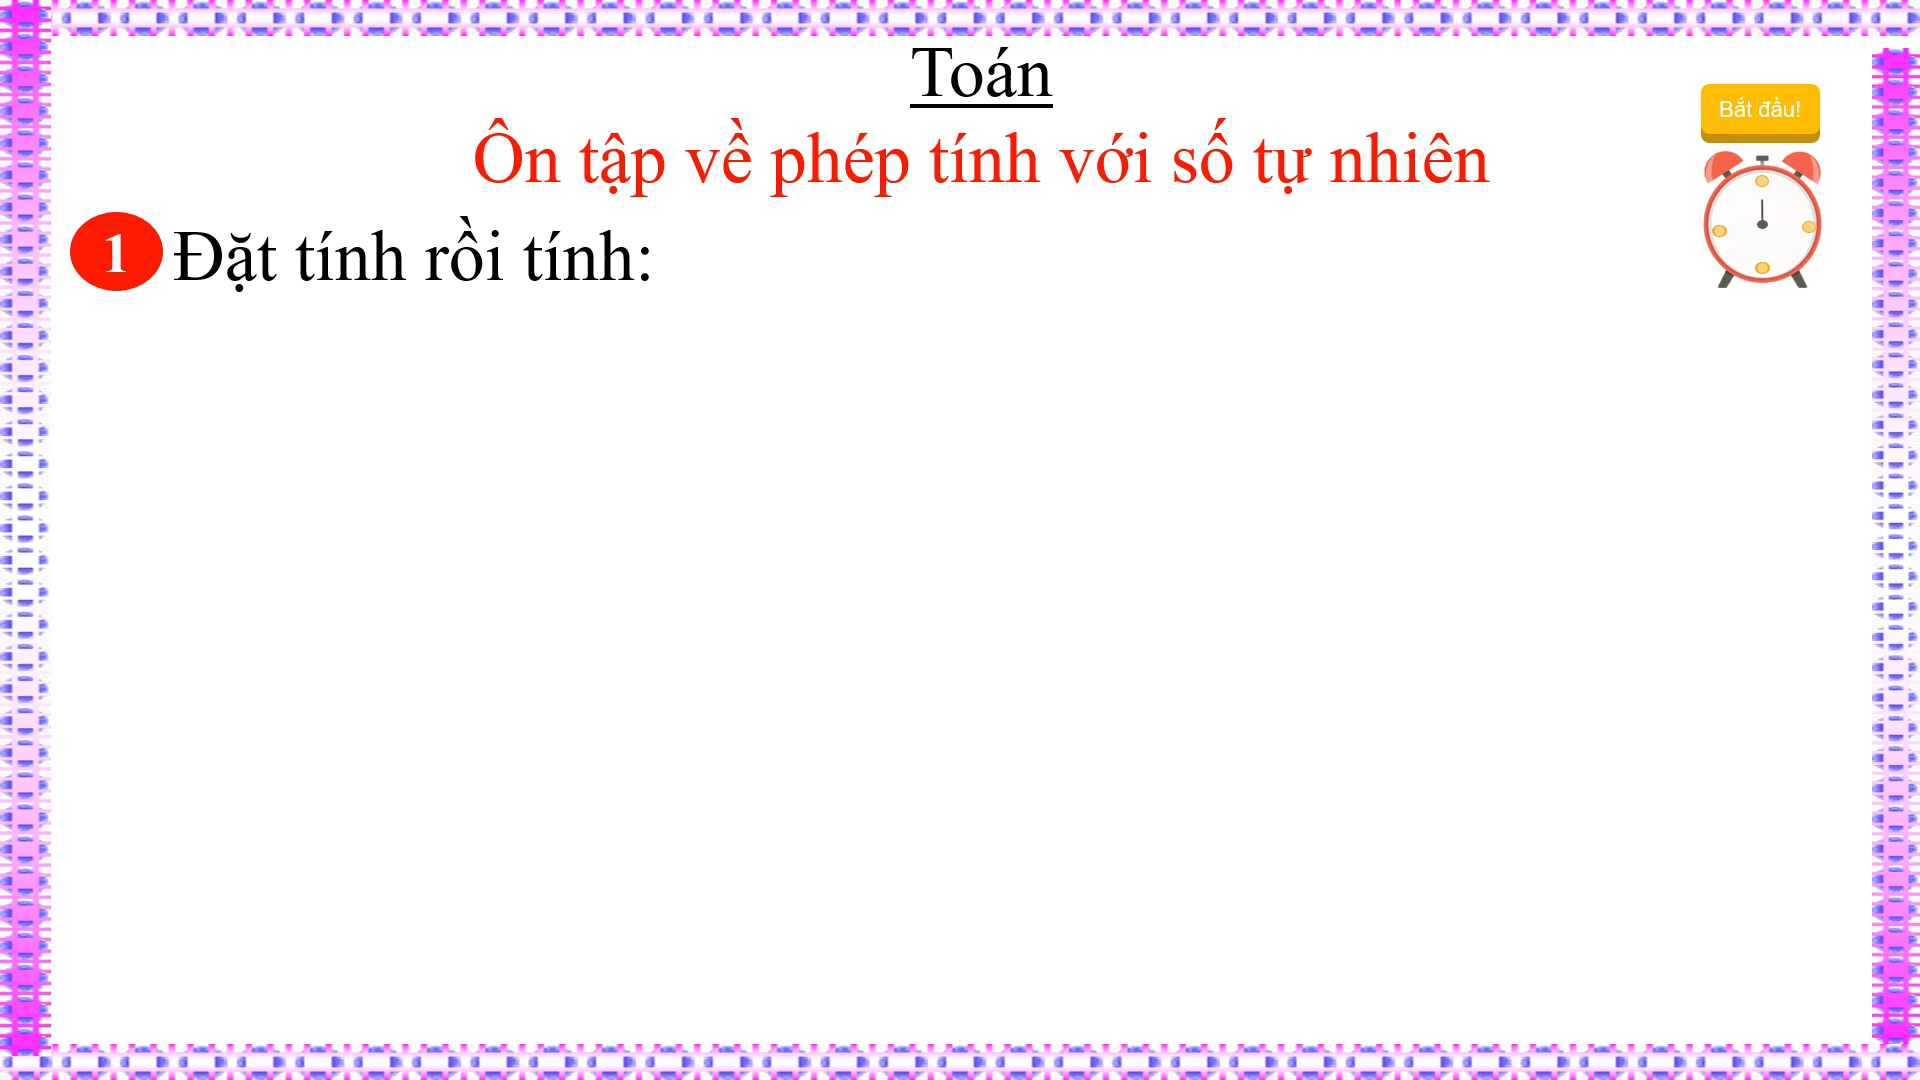 Toán
Ôn tập về phép tính với số tự nhiên
Bắt đầu!
1 Đặt tính rồi tính: